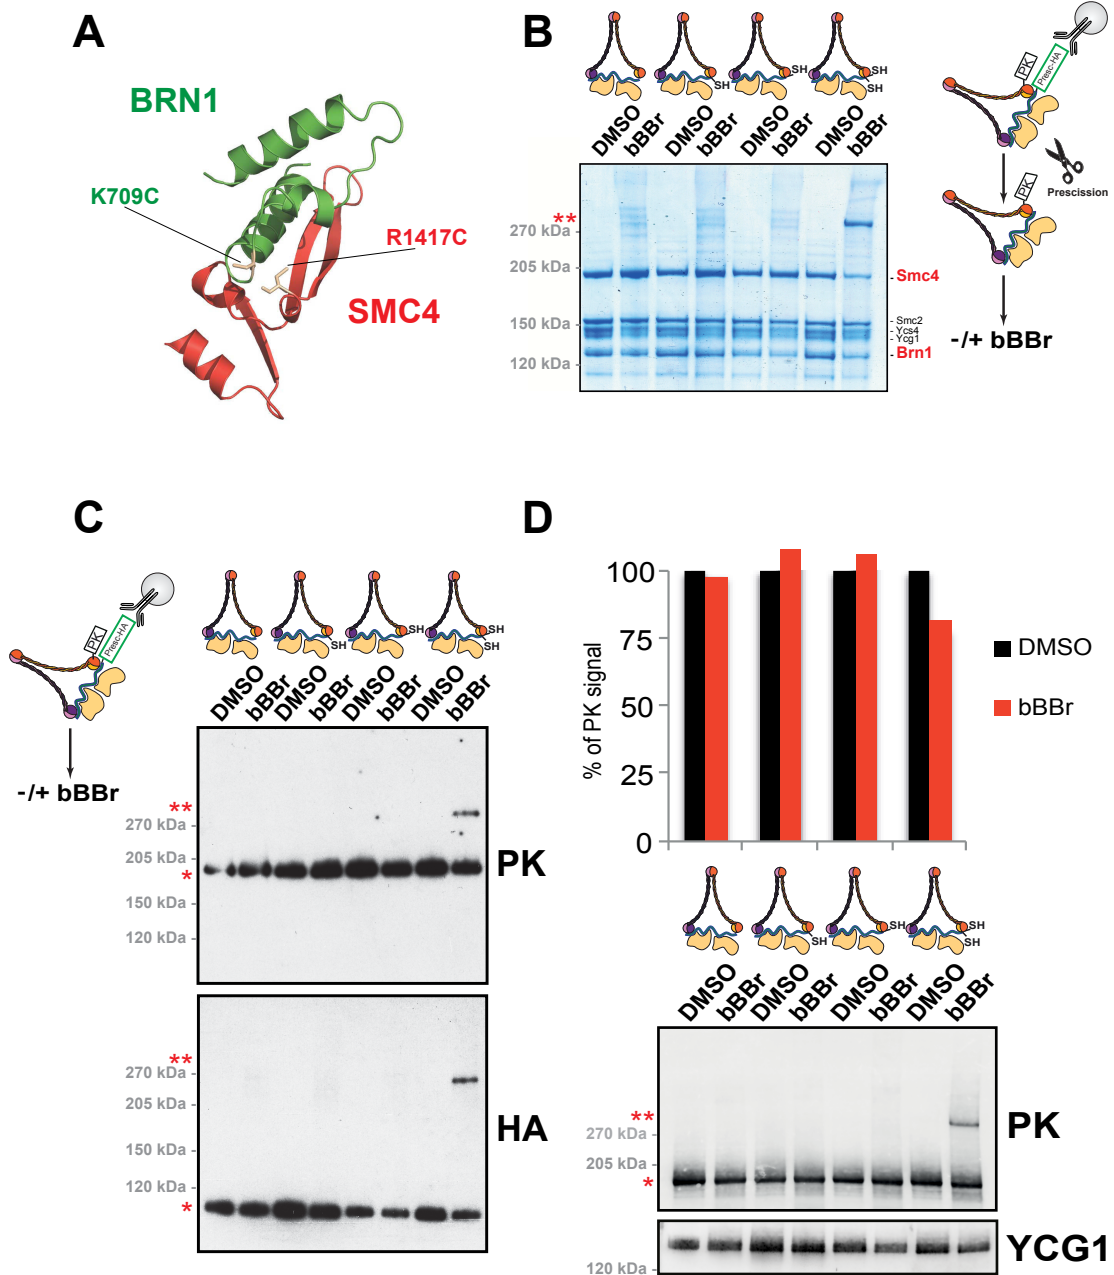 A
BRN1
K709C
R1417C
SMC4
B
SH
SH
SH
SH
DMSO
bBBr
DMSO
bBBr
DMSO
bBBr
DMSO
bBBr
**
270 kDa -
205 kDa -
150 kDa -
120 kDa -
- Smc4
- Smc2
- Ycs4
- Ycg1
- Brn1
PK
Presc-HA
Prescission
PK
-/+ bBBr
C
PK
Presc-HA
-/+ bBBr
SH
SH
SH
SH
DMSO
bBBr
DMSO
bBBr
DMSO
bBBr
DMSO
bBBr
**
270 kDa -
205 kDa -
*
150 kDa -
120 kDa -
PK
**
270 kDa -
205 kDa -
150 kDa -
120 kDa -
*
HA
D
% of PK signal
100
75
50
25
0
DMSO
bBBr
SH
SH
SH
SH
DMSO
bBBr
DMSO
bBBr
DMSO
bBBr
DMSO
bBBr
**
270 kDa -
205 kDa -
*
PK
YCG1
120 kDa -